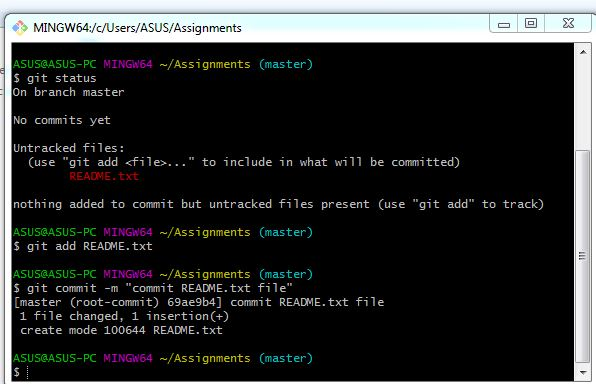 MINGW64:/c/Users/ASUS/Assignments
ASUS@ASUS-PC MINGW64 ~/Assignments (master)
$ git status
On branch master
No commits yet
Untracked files:
(use "git add <file>..." to include in what will be committed)
README.txt
nothing added to commit but untracked files present (use "git add" to track)
ASUS@ASUS-PC MINGW64 ~/Assignments (master)
$ git add README.txt
ASUS@ASUS-PC MINGW64 ~/Assignments (master)
$ git commit -m "commit README.txt file"
[master (root-commit) 69ae9b4] commit README.txt file
1 file changed, 1 insertion(+)
create mode 100644 README.txt
ASUS@ASUS-PC MINGW64 ~/Assignments (master)
$